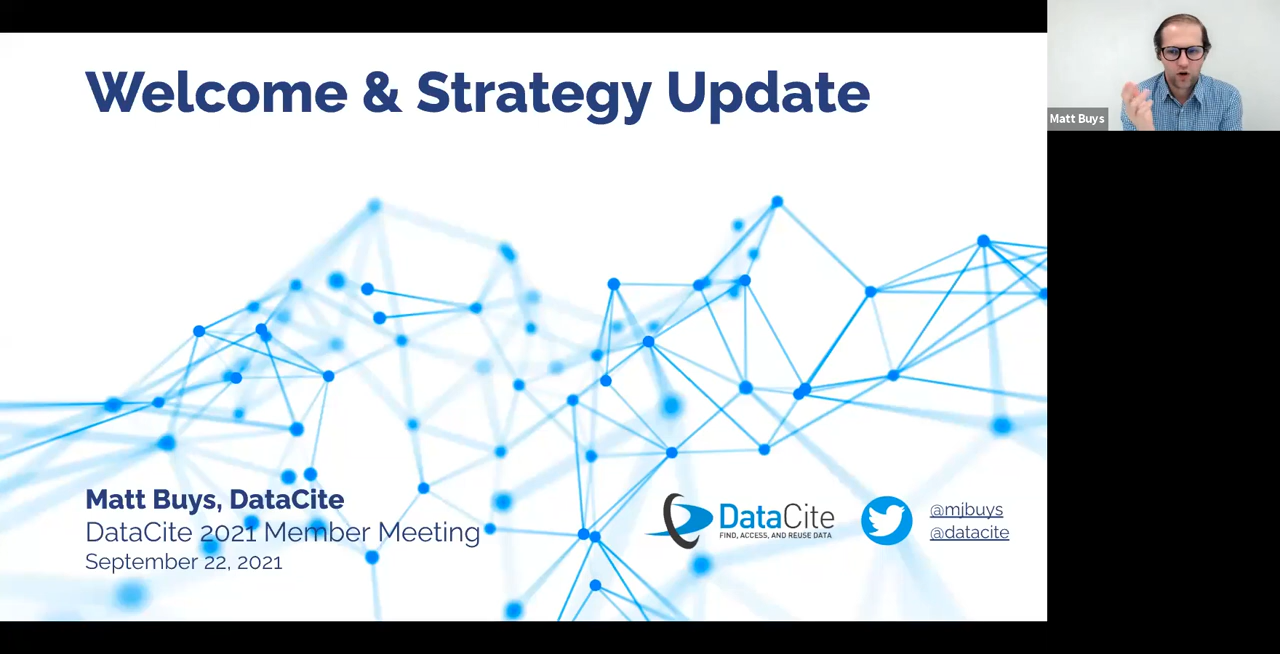 Welcome & Strategy Update
Matt Buys
Matt Buys, DataCite
DataCite 2021 Member Meeting
September 22, 2021
DataCite
FIND, ACCESS, AND REUSE DATA
@mjbuys
@datacite